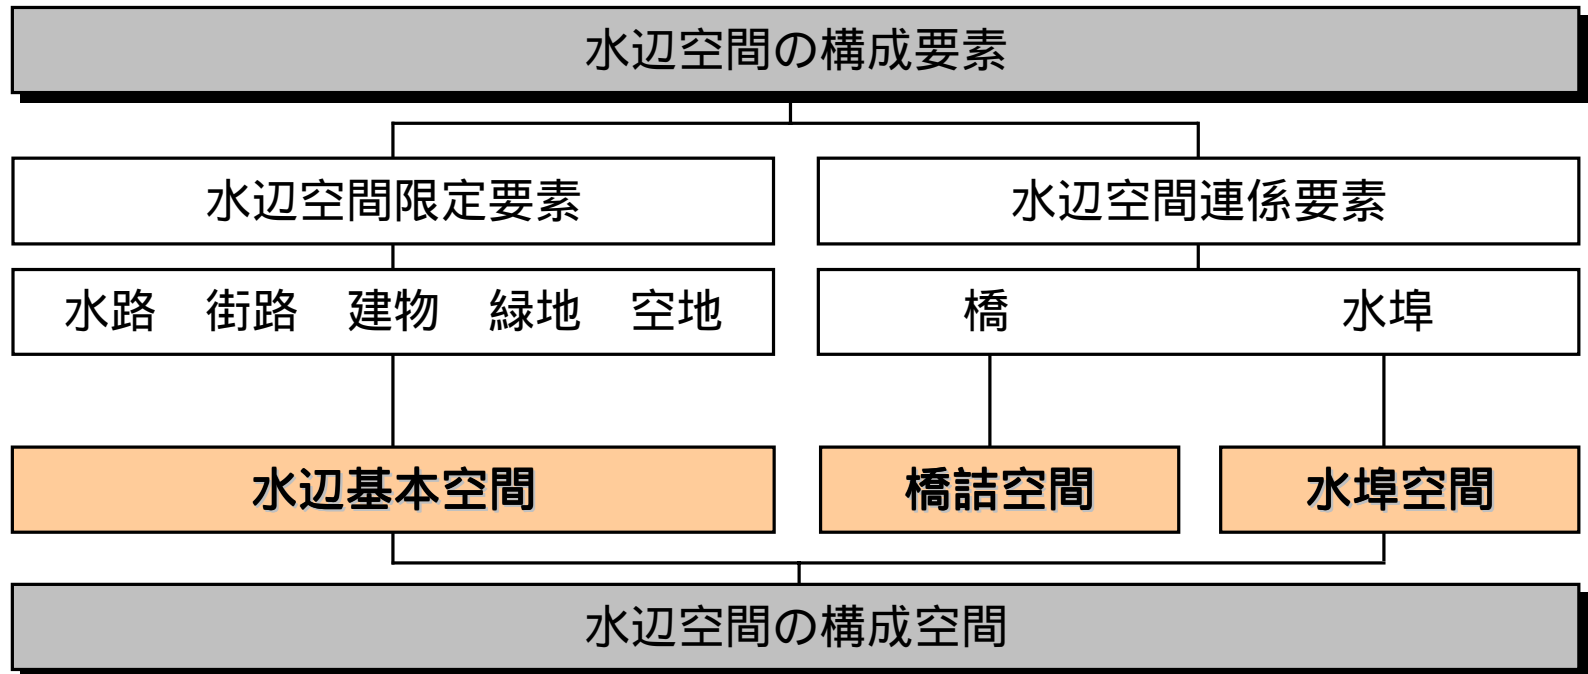 水辺空間の構成要素
水辺空間限定要素　水辺空間連係要素
水路　街路　建物　緑地　空地　橋　水埠
水辺基本空間　橋詰空間　水埠空間
水辺空間の構成空間